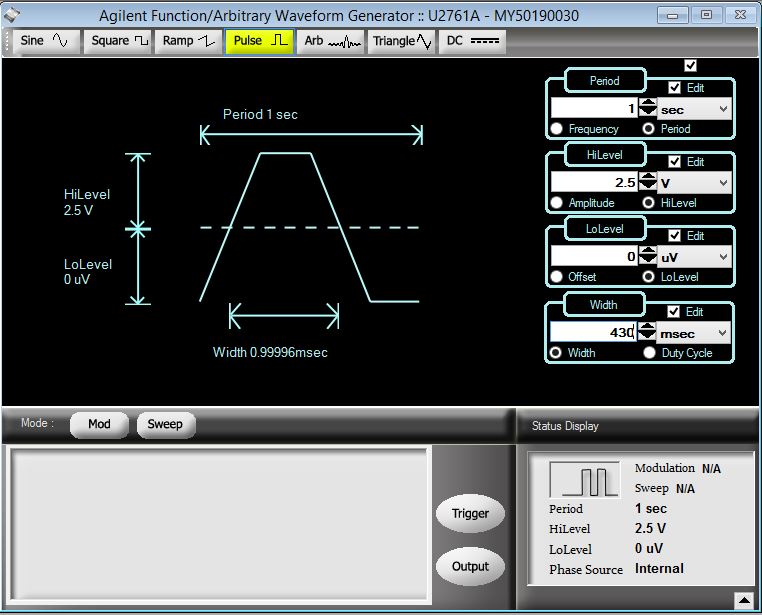 Agilent Function/Arbitrary Waveform Generator :: U2761A - MY50190030
Sine Square Ramp Pulse Arb Triangle DC
Period 1 sec
HiLevel
2.5 V
LoLevel
0 uV
Width 0.99996msec
Period
Edit
1 sec
Frequency Period
HiLevel
Edit
2.5 V
Amplitude HiLevel
LoLevel
Edit
0 uV
Offset LoLevel
Width
Edit
430 msec
Width Duty Cycle
Mode : Mod Sweep
Trigger
Output
Status Display
Modulation N/A
Sweep N/A
Period 1 sec
HiLevel 2.5 V
LoLevel 0 uV
Phase Source Internal